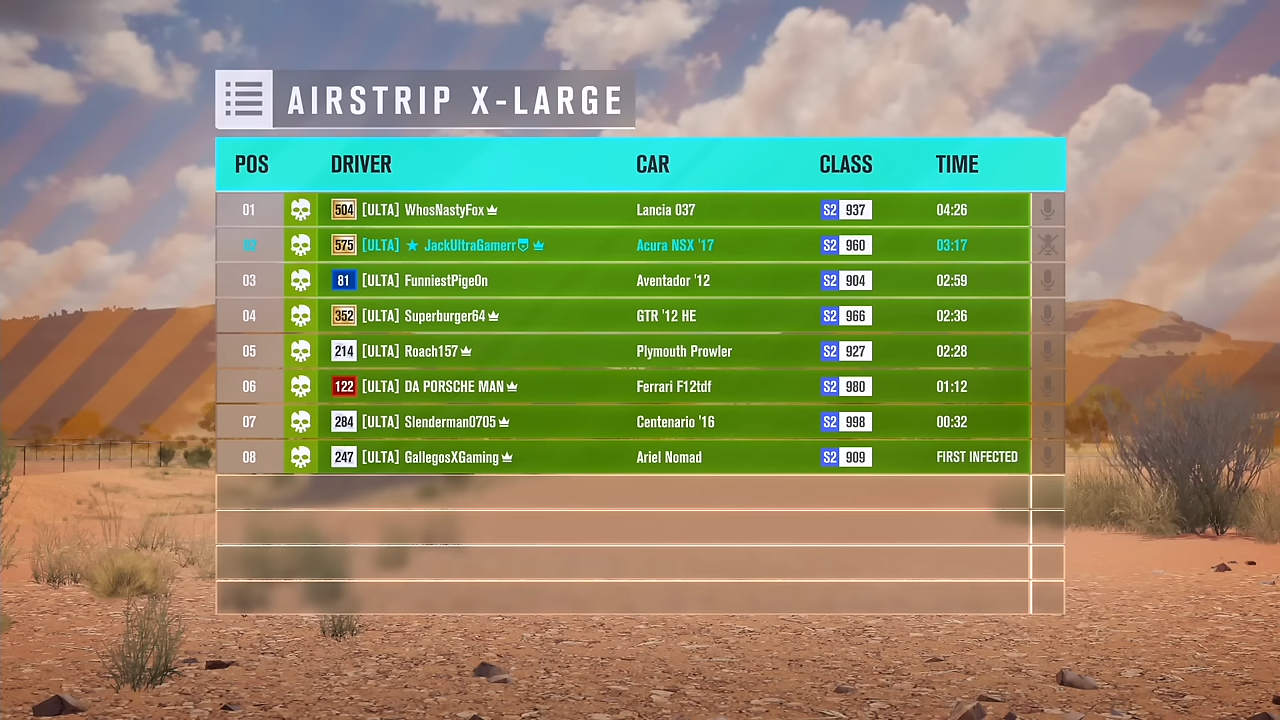 AIRSTRIP X-LARGE
POS DRIVER CAR CLASS TIME
01 504 [ULTA] WhosNastyFox Lancia 037 S2 937 04:26
02 575 [ULTA] ★ JackUltraGamerr Acura NSX '17 S2 960 03:17
03 81 [ULTA] FunniestPige0n Aventador '12 S2 904 02:59
04 352 [ULTA] Superburger64 GTR '12 HE S2 966 02:36
05 214 [ULTA] Roach157 Plymouth Prowler S2 927 02:28
06 122 [ULTA] DA PORSCHE MAN Ferrari F12tdf S2 980 01:12
07 284 [ULTA] Slenderman0705 Centenario '16 S2 998 00:32
08 247 [ULTA] GallegosXGaming Ariel Nomad S2 909 FIRST INFECTED